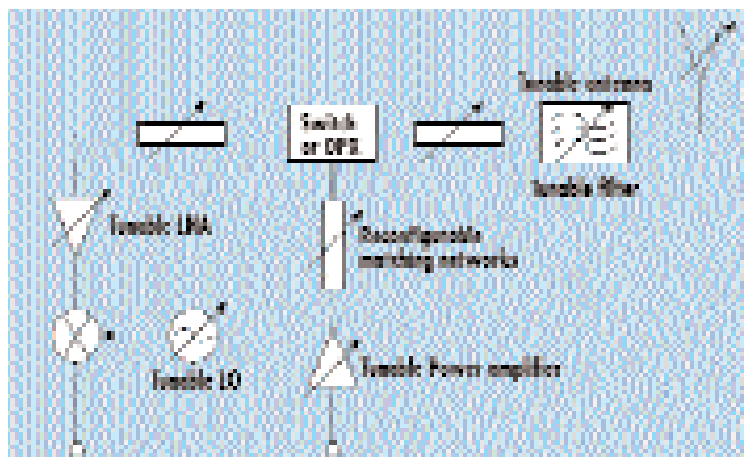 Tunable antenna
Switch
or DPX
Tunable filter
Tunable LNA
Reconfigurable
matching networks
Tunable LO
Tunable Power amplifier